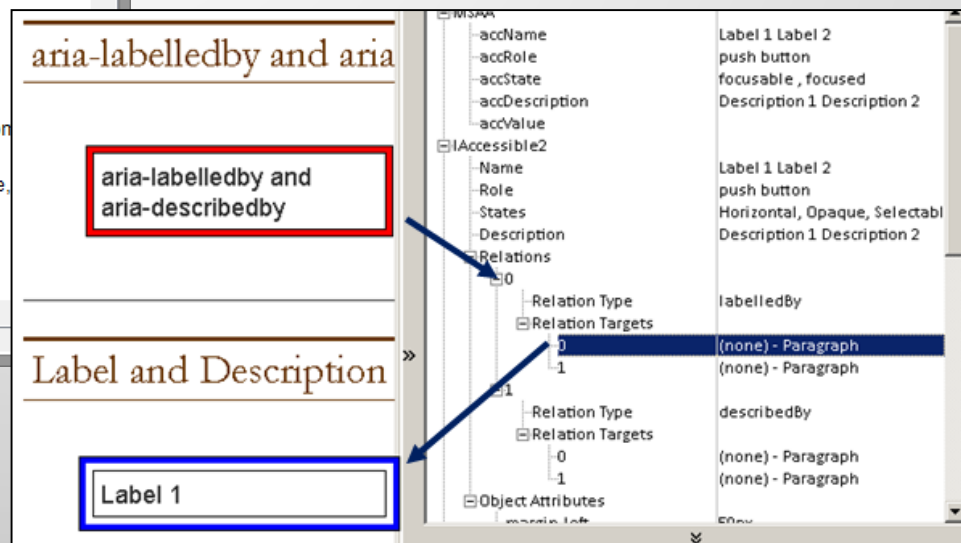 aria-labelledby and aria
aria-labelledby and
aria-describedby
Label and Description
Label 1
»
MSAA
accName Label 1 Label 2
accRole push button
accState focusable , focused
accDescription Description 1 Description 2
accValue
IAccessible2
Name Label 1 Label 2
Role push button
States Horizontal, Opaque, Selectabl
Description Description 1 Description 2
Relations
0
Relation Type labelledBy
Relation Targets
0 (none) - Paragraph
1 (none) - Paragraph
1
Relation Type describedBy
Relation Targets
0 (none) - Paragraph
1 (none) - Paragraph
Object Attributes
margin-left 50px